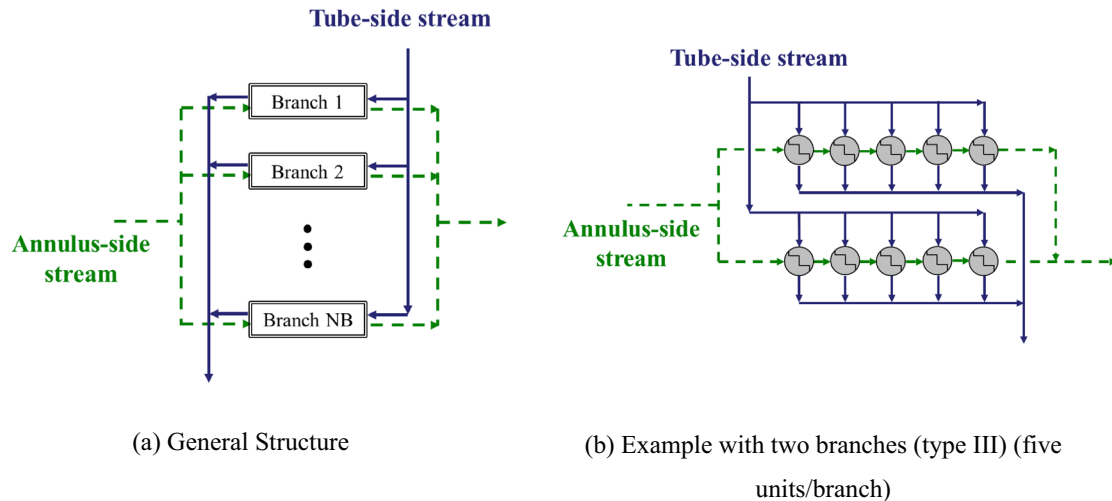 Tube-side stream
Branch 1
Branch 2
Annulus-side
stream
Branch NB
(a) General Structure
Tube-side stream
Annulus-side
stream
(b) Example with two branches (type III) (five
units/branch)